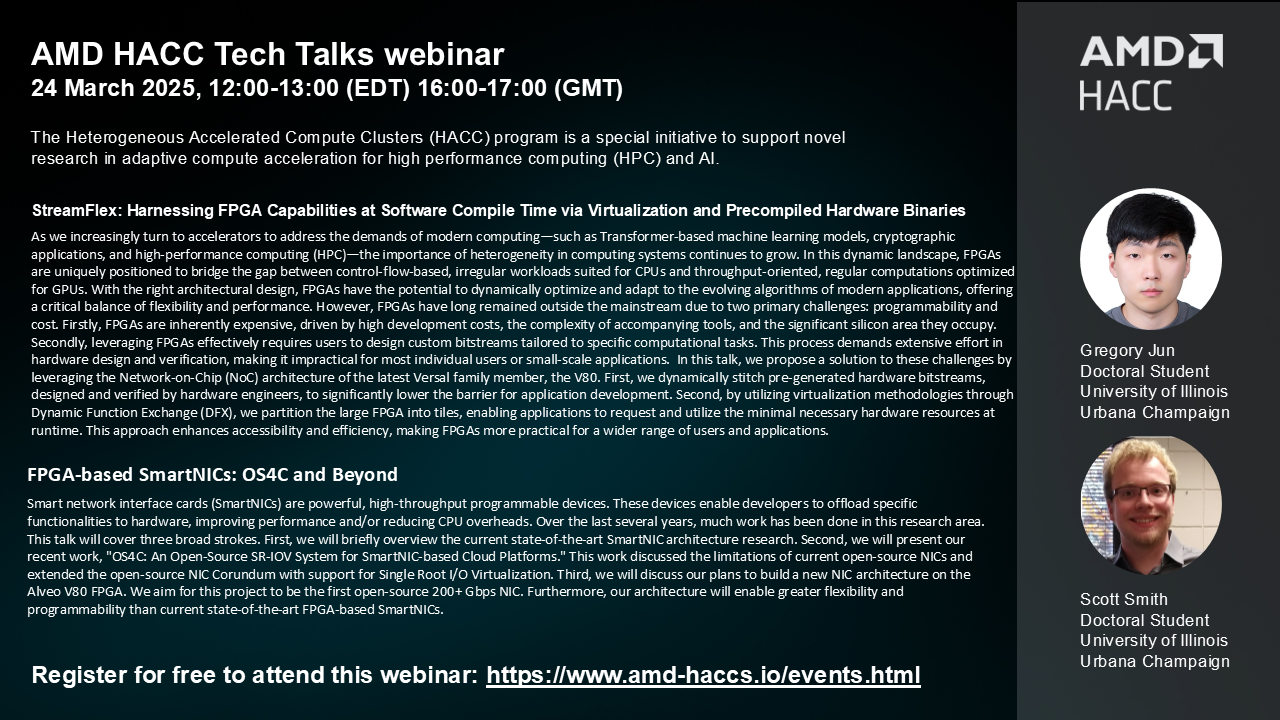 AMD HACC Tech Talks webinar
24 March 2025, 12:00-13:00 (EDT) 16:00-17:00 (GMT)
The Heterogeneous Accelerated Compute Clusters (HACC) program is a special initiative to support novel
research in adaptive compute acceleration for high performance computing (HPC) and AI.
StreamFlex: Harnessing FPGA Capabilities at Software Compile Time via Virtualization and Precompiled Hardware Binaries
As we increasingly turn to accelerators to address the demands of modern computing—such as Transformer-based machine learning models, cryptographic
applications, and high-performance computing (HPC)—the importance of heterogeneity in computing systems continues to grow. In this dynamic landscape, FPGAs
are uniquely positioned to bridge the gap between control-flow-based, irregular workloads suited for CPUs and throughput-oriented, regular computations optimized
for GPUs. With the right architectural design, FPGAs have the potential to dynamically optimize and adapt to the evolving algorithms of modern applications, offering
a critical balance of flexibility and performance. However, FPGAs have long remained outside the mainstream due to two primary challenges: programmability and
cost. Firstly, FPGAs are inherently expensive, driven by high development costs, the complexity of accompanying tools, and the significant silicon area they occupy.
Secondly, leveraging FPGAs effectively requires users to design custom bitstreams tailored to specific computational tasks. This process demands extensive effort in
hardware design and verification, making it impractical for most individual users or small-scale applications. In this talk, we propose a solution to these challenges by
leveraging the Network-on-Chip (NoC) architecture of the latest Versal family member, the V80. First, we dynamically stitch pre-generated hardware bitstreams,
designed and verified by hardware engineers, to significantly lower the barrier for application development. Second, by utilizing virtualization methodologies through
Dynamic Function Exchange (DFX), we partition the large FPGA into tiles, enabling applications to request and utilize the minimal necessary hardware resources at
runtime. This approach enhances accessibility and efficiency, making FPGAs more practical for a wider range of users and applications.
FPGA-based SmartNICs: OS4C and Beyond
Smart network interface cards (SmartNICs) are powerful, high-throughput programmable devices. These devices enable developers to offload specific
functionalities to hardware, improving performance and/or reducing CPU overheads. Over the last several years, much work has been done in this research area.
This talk will cover three broad strokes. First, we will briefly overview the current state-of-the-art SmartNIC architecture research. Second, we will present our
recent work, "OS4C: An Open-Source SR-IOV System for SmartNIC-based Cloud Platforms." This work discussed the limitations of current open-source NICs and
extended the open-source NIC Corundum with support for Single Root I/O Virtualization. Third, we will discuss our plans to build a new NIC architecture on the
Alveo V80 FPGA. We aim for this project to be the first open-source 200+ Gbps NIC. Furthermore, our architecture will enable greater flexibility and
programmability than current state-of-the-art FPGA-based SmartNICs.
Register for free to attend this webinar: https://www.amd-haccs.io/events.html
AMD
HACC
Gregory Jun
Doctoral Student
University of Illinois
Urbana Champaign
Scott Smith
Doctoral Student
University of Illinois
Urbana Champaign